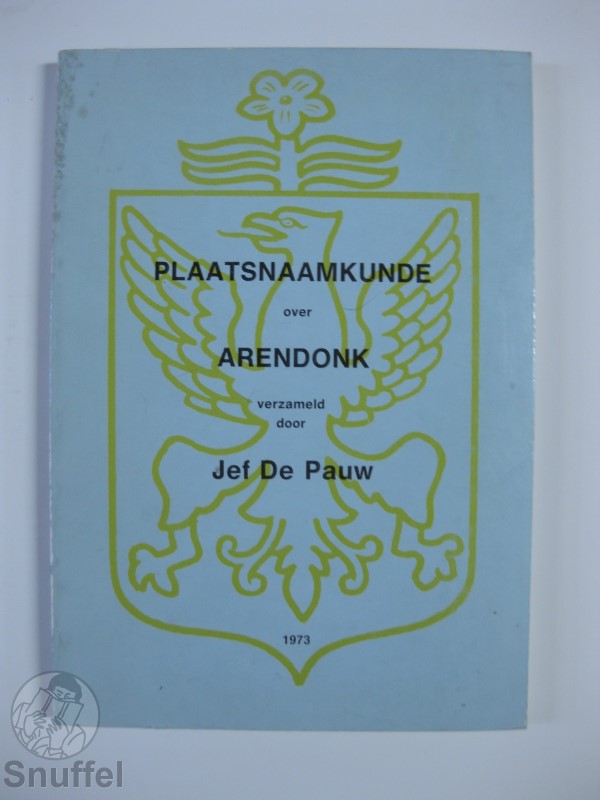 PLAATSNAAMKUNDE
over
ARENDONK
verzameld
door
Jef De Pauw
1973
Snuffel